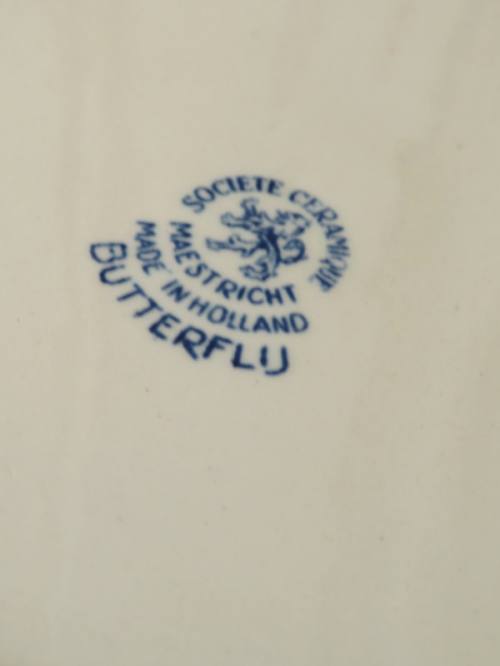 SOCIETE CERAMIQUE
MAESTRICHT
MADE IN HOLLAND
BUTTERFLIJ